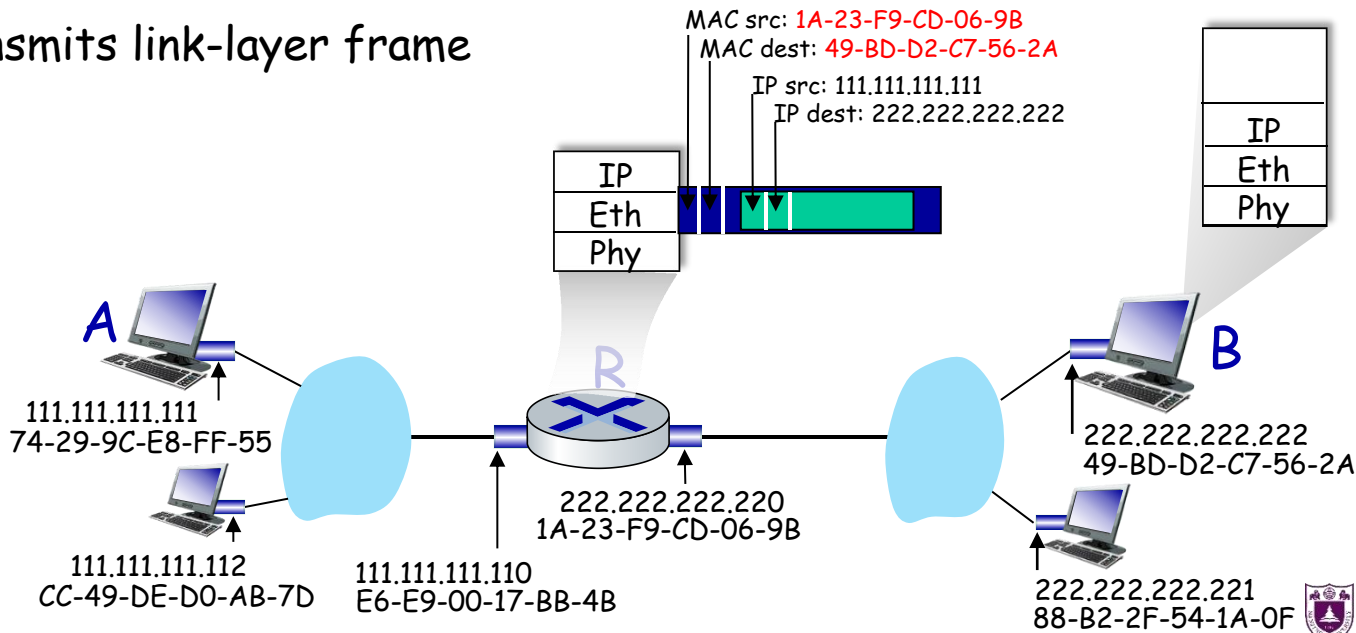 smits link-layer frame
MAC src: 1A-23-F9-CD-06-9B
MAC dest: 49-BD-D2-C7-56-2A
IP src: 111.111.111.111
IP dest: 222.222.222.222
IP
Eth
Phy
IP
Eth
Phy
A
R
B
111.111.111.111
74-29-9C-E8-FF-55
222.222.222.222
49-BD-D2-C7-56-2A
222.222.222.220
1A-23-F9-CD-06-9B
111.111.111.112
CC-49-DE-D0-AB-7D
111.111.111.110
E6-E9-00-17-BB-4B
222.222.222.221
88-B2-2F-54-1A-0F